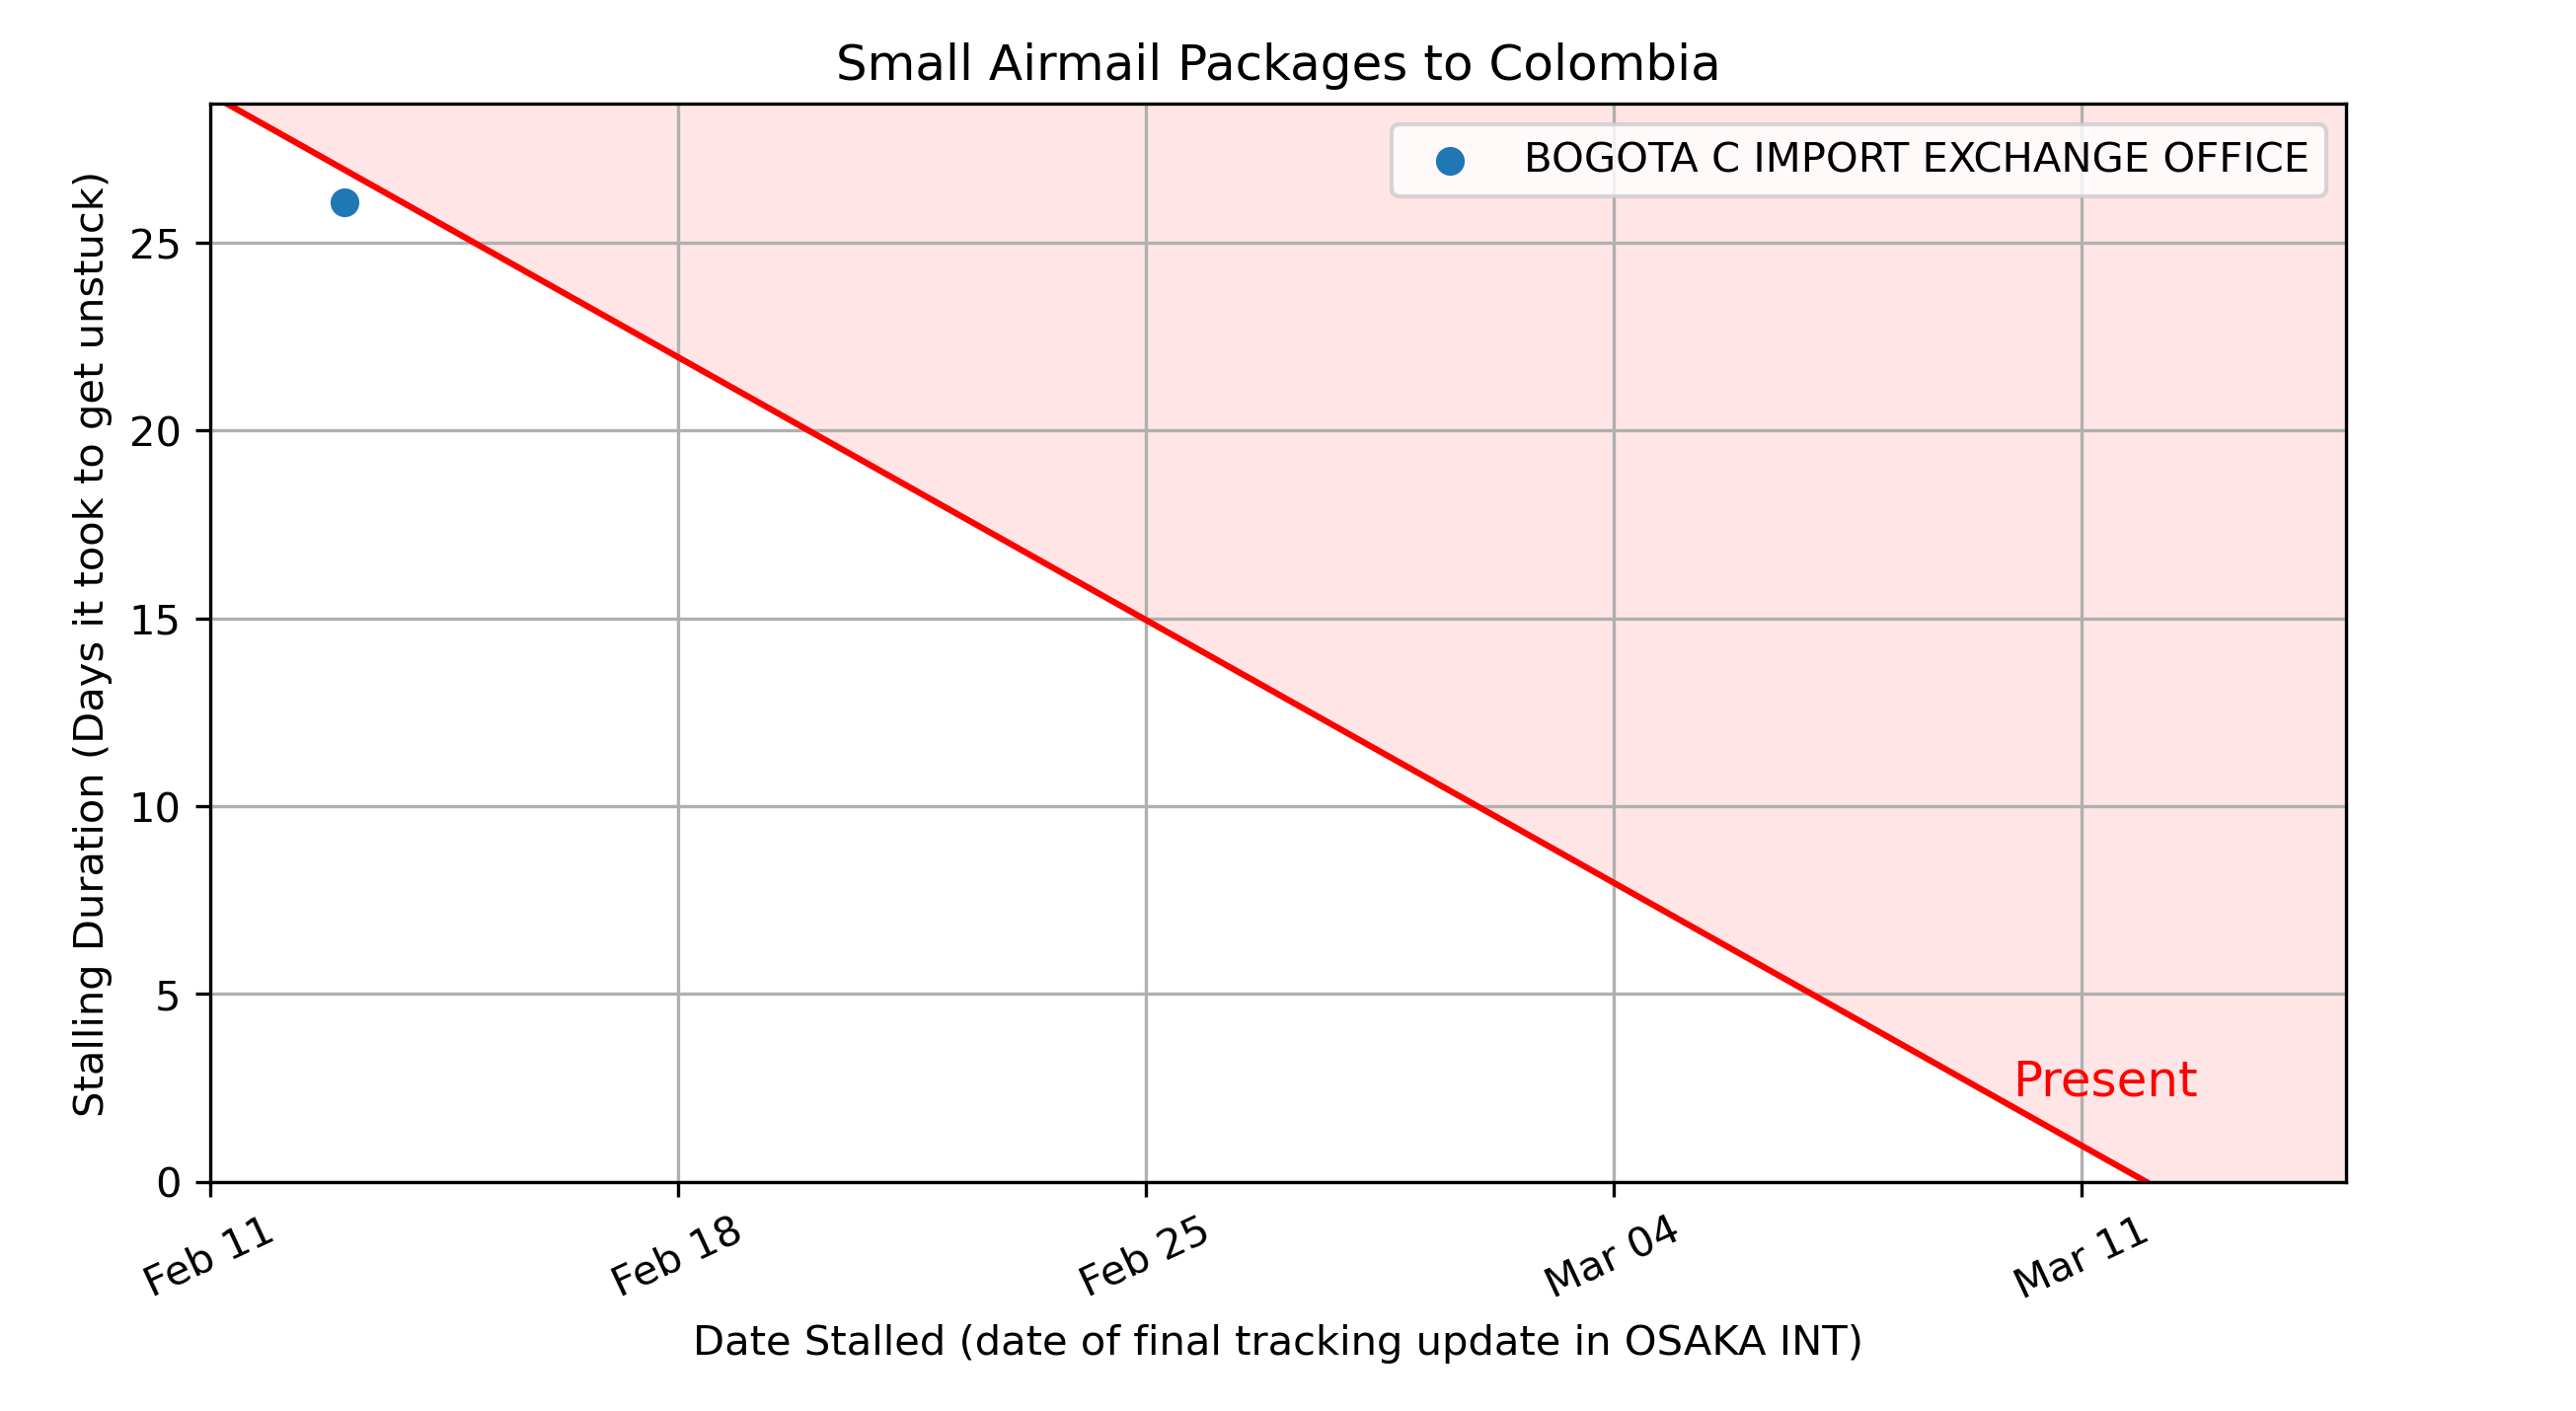 Small Airmail Packages to Colombia
BOGOTA C IMPORT EXCHANGE OFFICE
Stalling Duration (Days it took to get unstuck)
25
20
15
10
5
0
Present
Feb 11
Feb 18
Feb 25
Mar 04
Mar 11
Date Stalled (date of final tracking update in OSAKA INT)